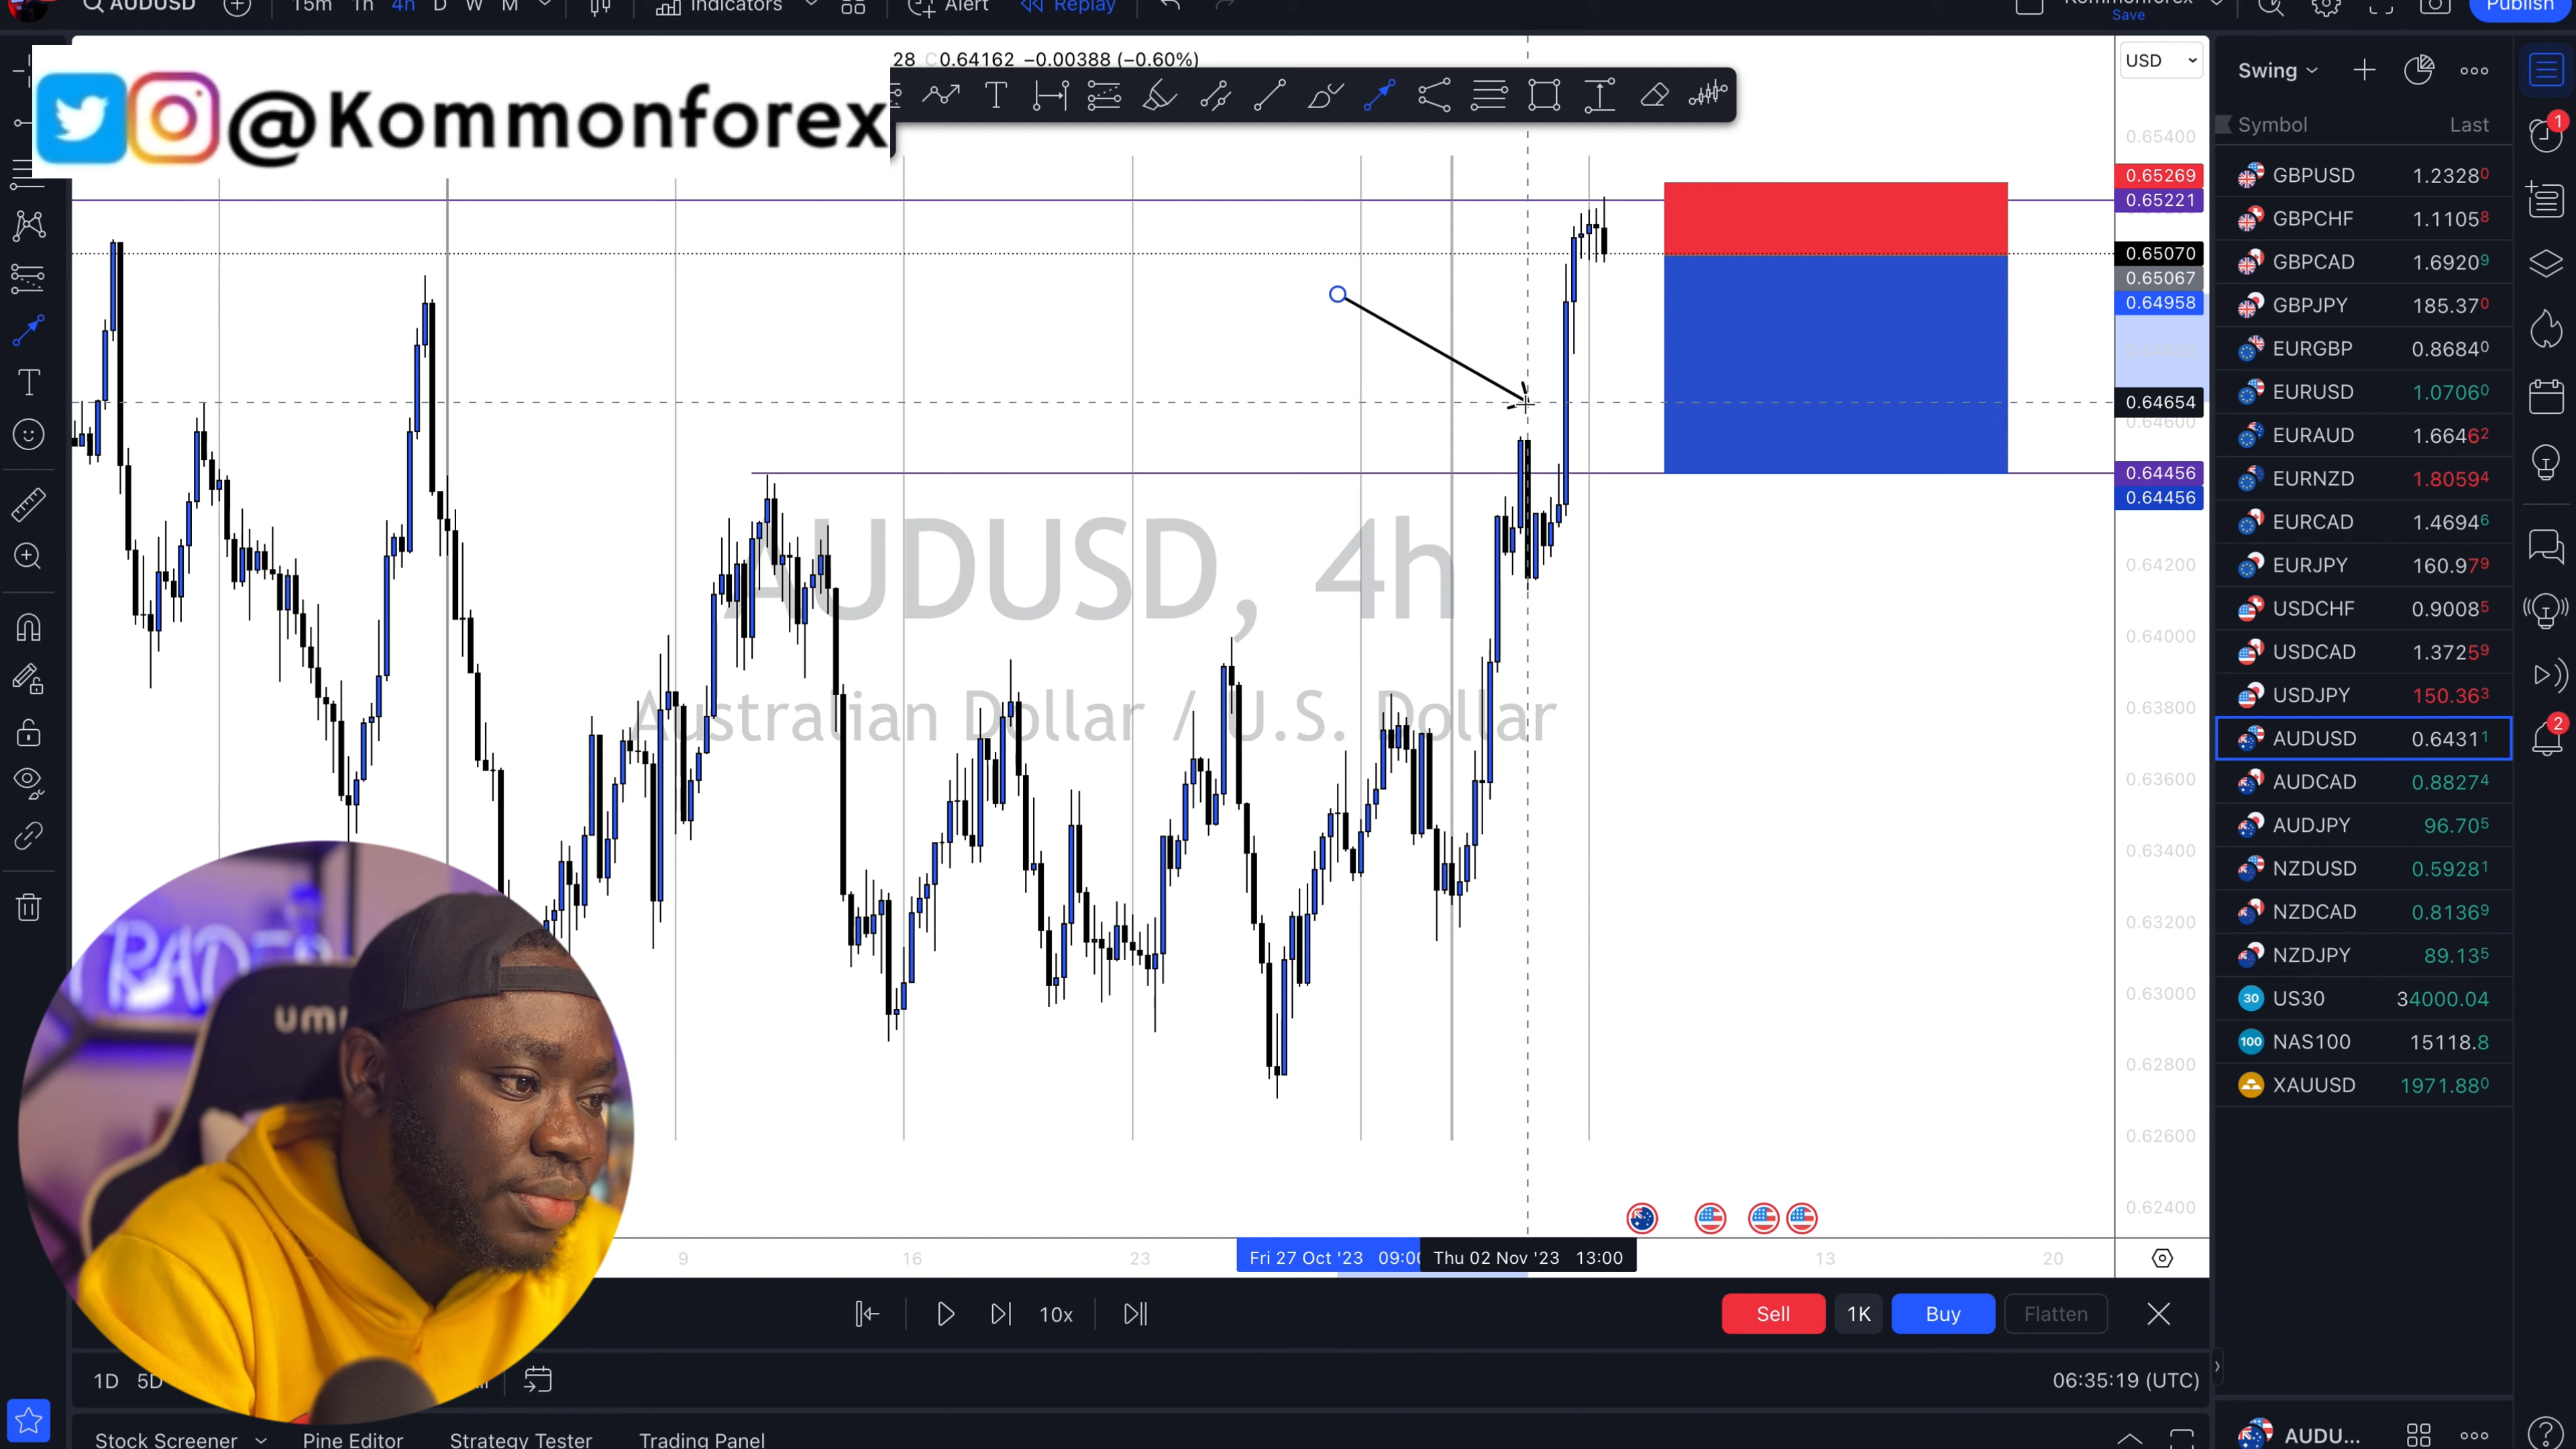 AUDUSD 15m 1h 4h D W M Indicators Alert Replay Kommonforex Save Publish
@Kommonforex
28 C0.64162 −0.00388 (−0.60%)
USD
0.65400
0.65269
0.65221
0.65070
0.65067
0.64958
0.64654
0.64600
0.64456
0.64456
0.64200
0.64000
0.63800
0.63600
0.63400
0.63200
0.63000
0.62800
0.62600
0.62400
AUDUSD, 4h
Australian Dollar / U.S. Dollar
9 16 23 Fri 27 Oct '23 09:00 Thu 02 Nov '23 13:00 13 20
10x Sell 1K Buy Flatten
1D 5D 06:35:19 (UTC)
Stock Screener Pine Editor Strategy Tester Trading Panel
Swing
Symbol Last
GBPUSD 1.23280
GBPCHF 1.11058
GBPCAD 1.69209
GBPJPY 185.370
EURGBP 0.86840
EURUSD 1.07060
EURAUD 1.66462
EURNZD 1.80594
EURCAD 1.46946
EURJPY 160.979
USDCHF 0.90085
USDCAD 1.37259
USDJPY 150.363
AUDUSD 0.64311
AUDCAD 0.88274
AUDJPY 96.705
NZDUSD 0.59281
NZDCAD 0.81369
NZDJPY 89.135
30 US30 34000.04
100 NAS100 15118.8
XAUUSD 1971.880
AUDU...
1
2